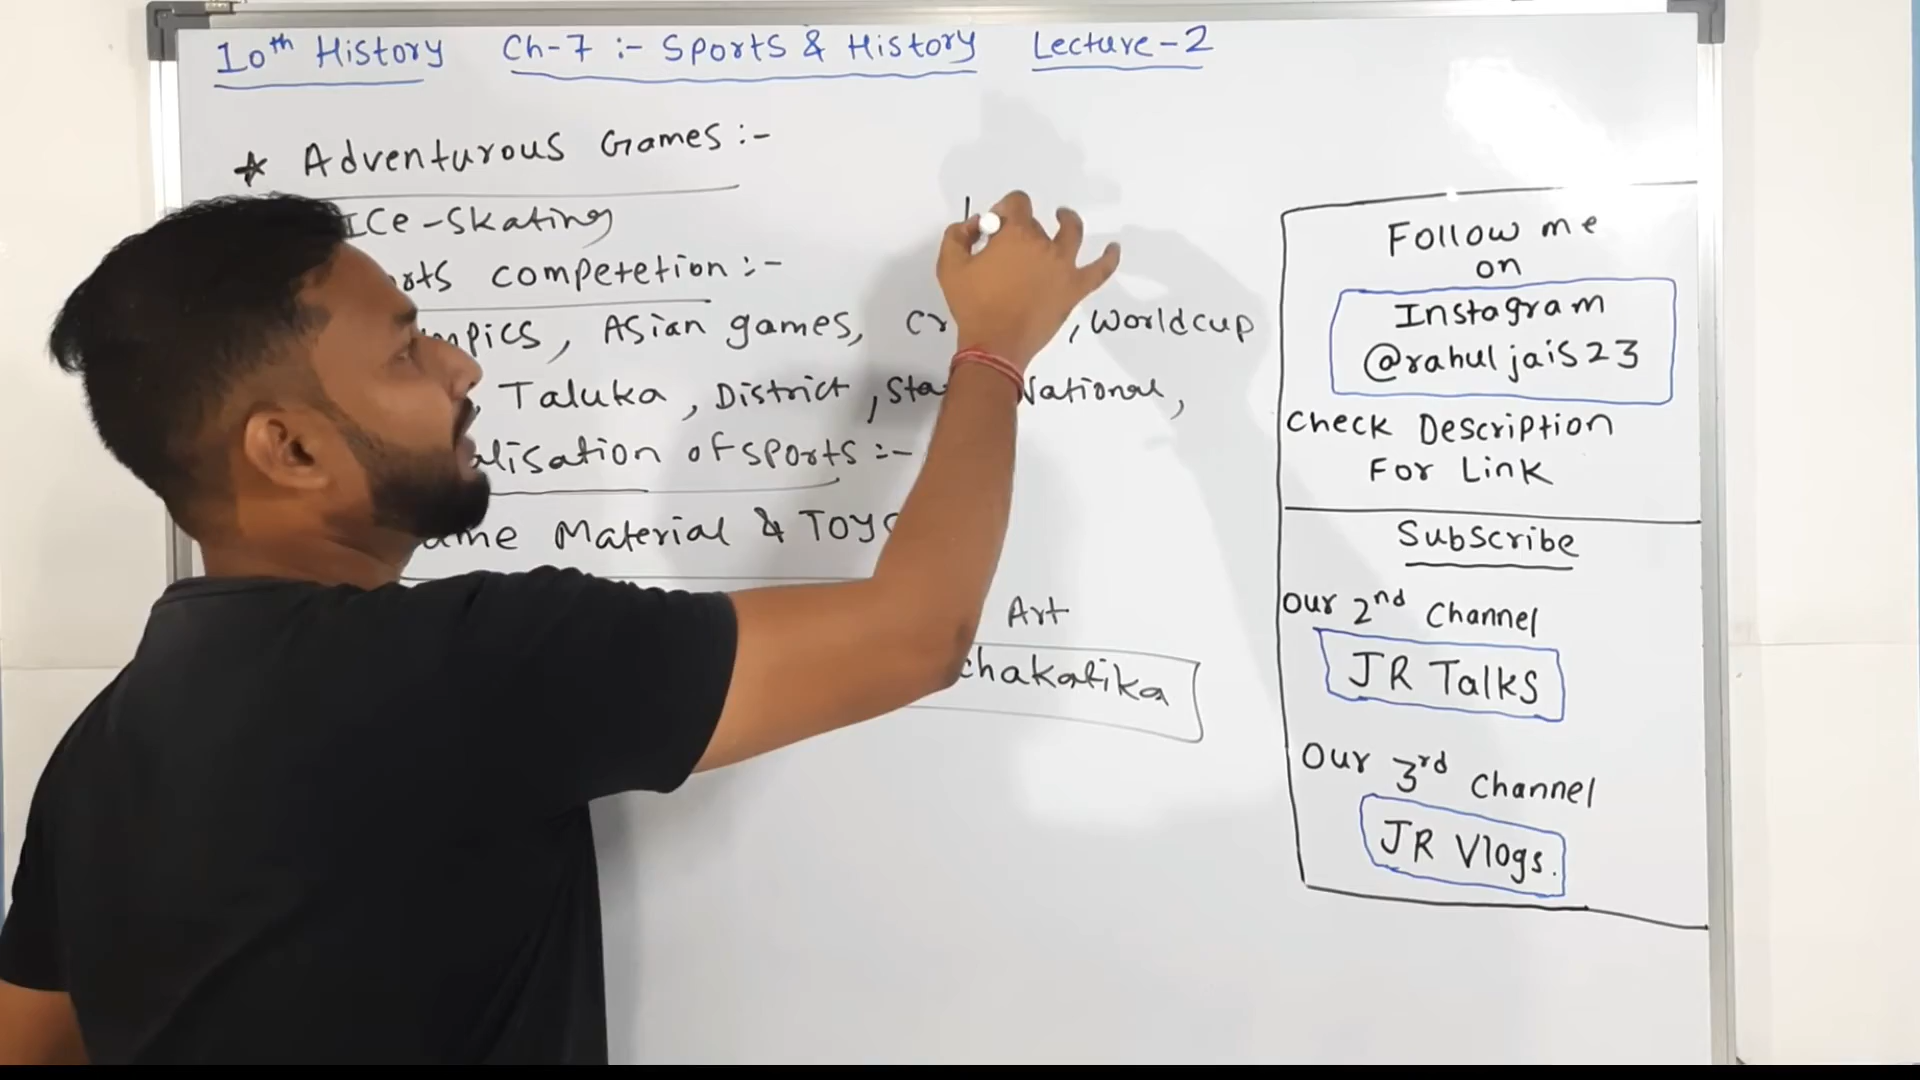 10th History Ch-7 :- Sports & History Lecture-2
* Adventurous Games :-
ICe-Skating
competetion :-
Asian games, , Worldcup
Taluka, District, National,
of Sports :-
Material &
Art
Follow me
on
Instagram
@rahuljais23
Check Description
For Link
Subscribe
Our 2nd Channel
JR Talks
Our 3rd Channel
JR Vlogs.